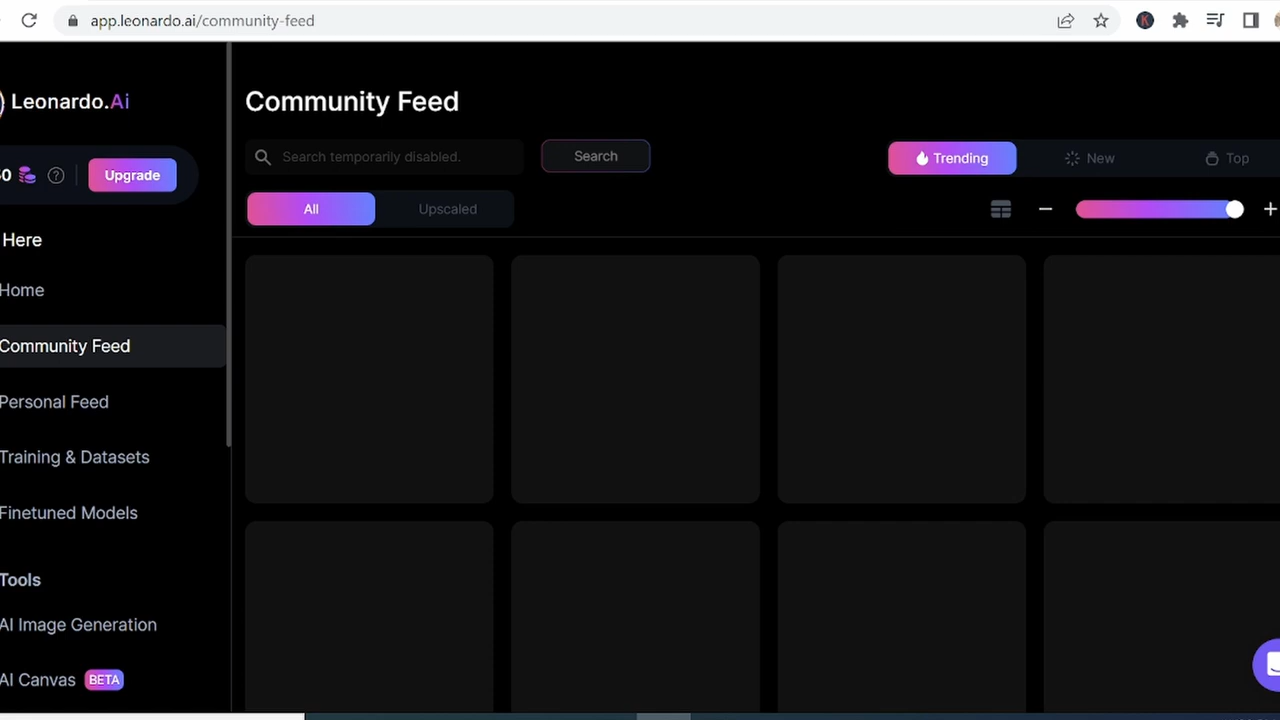 app.leonardo.ai/community-feed
K
Leonardo.Ai
Community Feed
Search temporarily disabled.
Search
Trending
New
Top
Upgrade
All
Upscaled
Here
Home
Community Feed
Personal Feed
Training & Datasets
Finetuned Models
Tools
AI Image Generation
AI Canvas
BETA